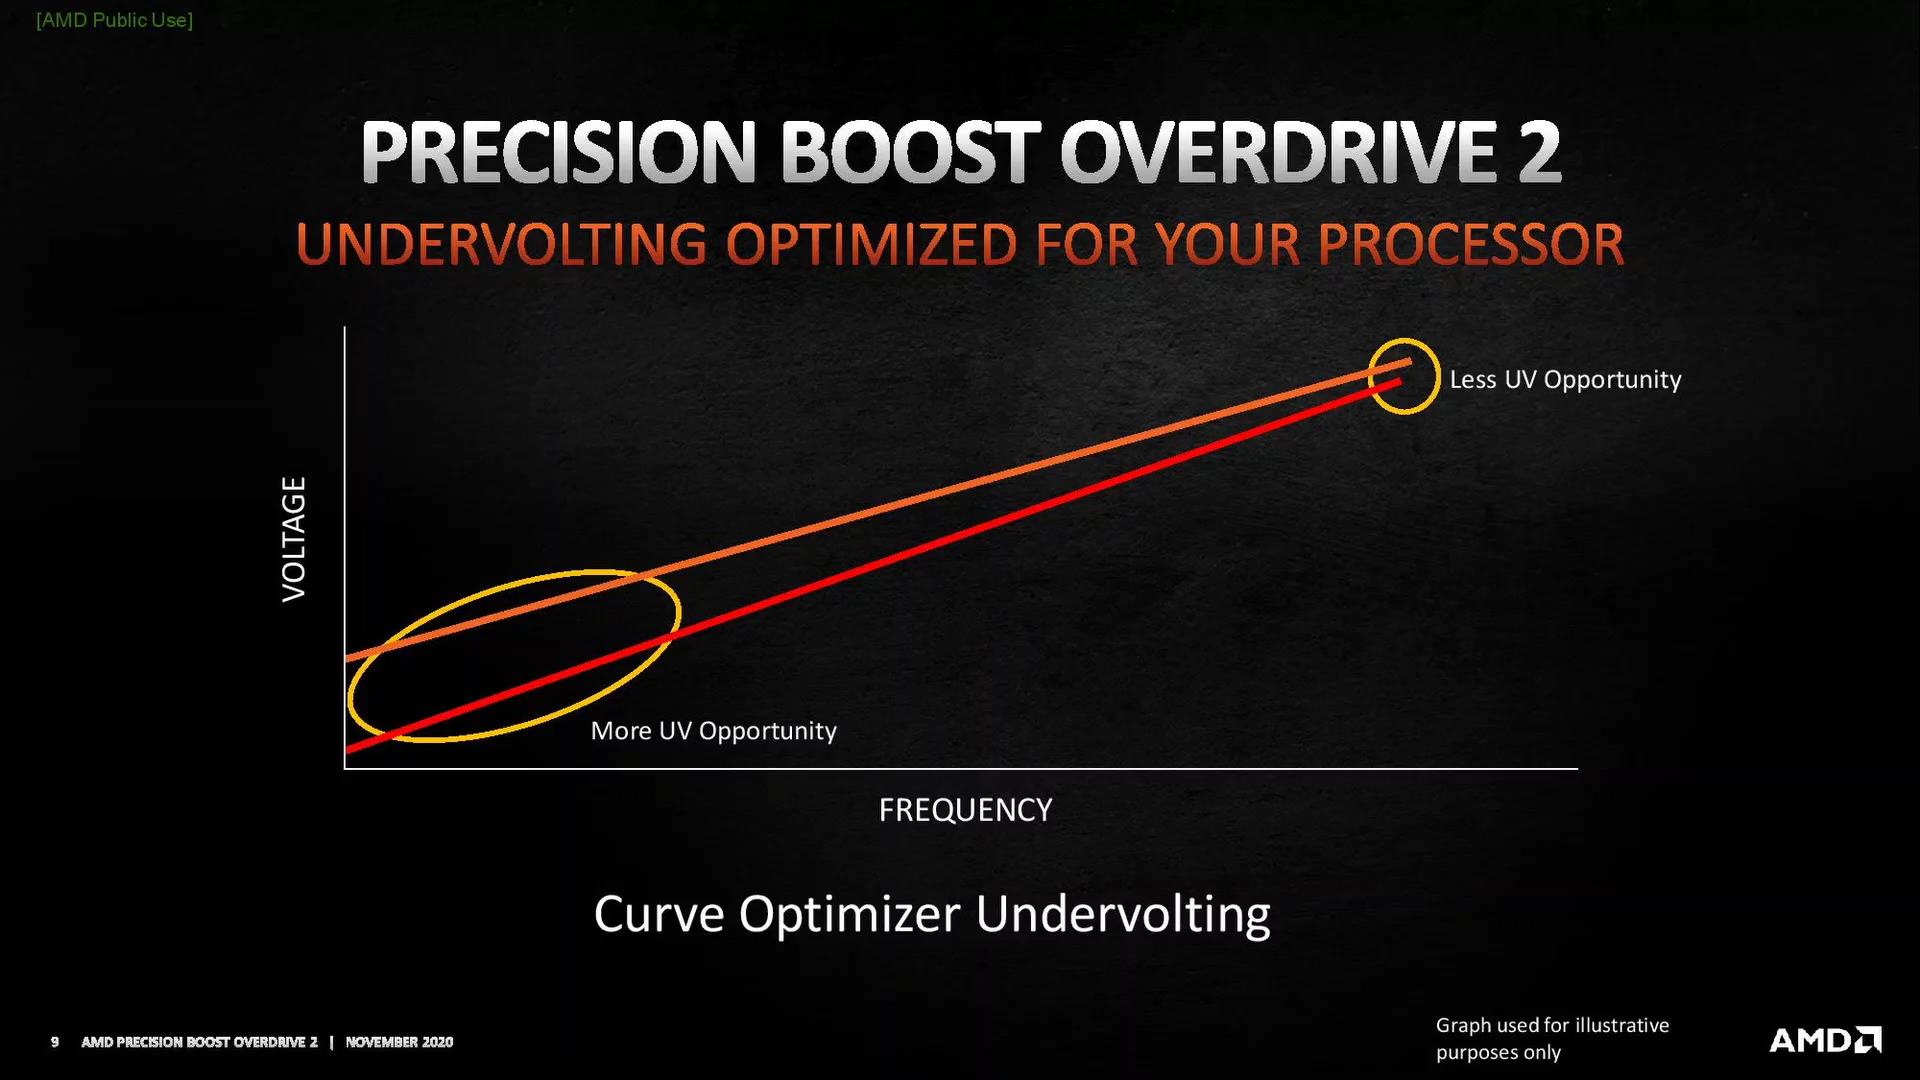 [AMD Public Use]
PRECISION BOOST OVERDRIVE 2
UNDERVOLTING OPTIMIZED FOR YOUR PROCESSOR
Less UV Opportunity
VOLTAGE
More UV Opportunity
FREQUENCY
Curve Optimizer Undervolting
9 AMD PRECISION BOOST OVERDRIVE 2 | NOVEMBER 2020
Graph used for illustrative
purposes only
AMD